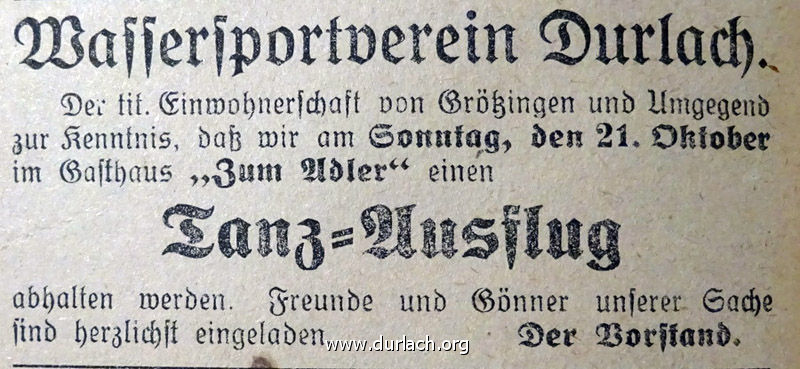 Wassersportverein Durlach.
Der tit. Einwohnerschaft von Grötzingen und Umgegend
zur Kenntnis, daß wir am Sonntag, den 21. Oktober
im Gasthaus „Zum Adler“ einen
Tanz=Ausflug
abhalten werden. Freunde und Gönner unserer Sache
sind herzlichst eingeladen Der Vorstand.
www.durlach.org